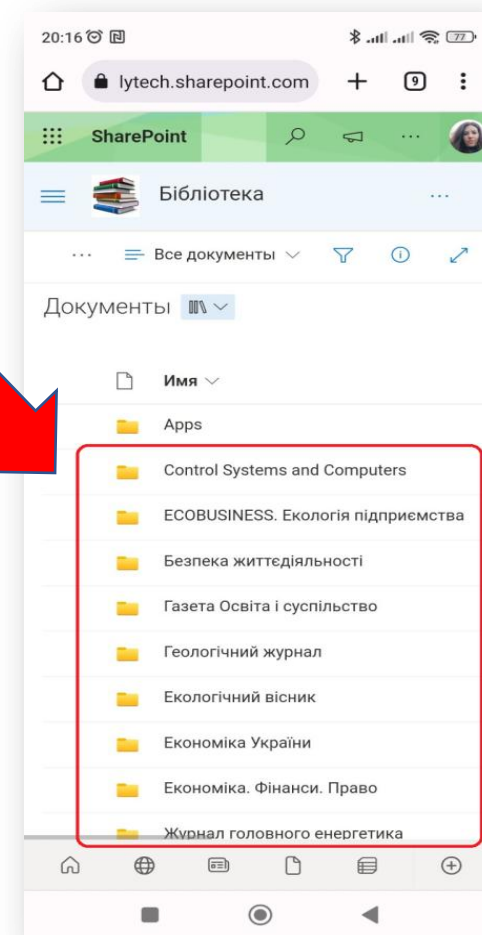 20:16
77
lytech.sharepoint.com
9
SharePoint
Бібліотека
Все документы
Документы
Имя
Apps
Control Systems and Computers
ECOBUSINESS. Екологія підприємства
Безпека життєдіяльності
Газета Освіта і суспільство
Геологічний журнал
Екологічний вісник
Економіка України
Економіка. Фінанси. Право
Журнал головного енергетика